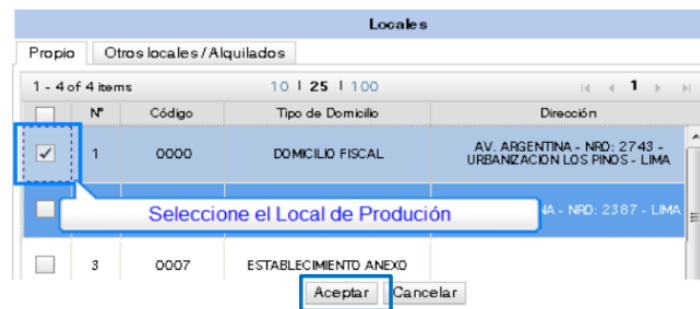 Locales
Propio Otros locales / Alquilados
1 - 4 of 4 items 10 | 25 | 100 1
N° Código Tipo de Domicilio Dirección
1 0000 DOMICILIO FISCAL AV. ARGENTINA - NRO: 2743 -
URBANIZACION LOS PINOS - LIMA
Seleccione el Local de Produción
- NRO: 2387 - LIMA
3 0007 ESTABLECIMIENTO ANEXO
Aceptar Cancelar